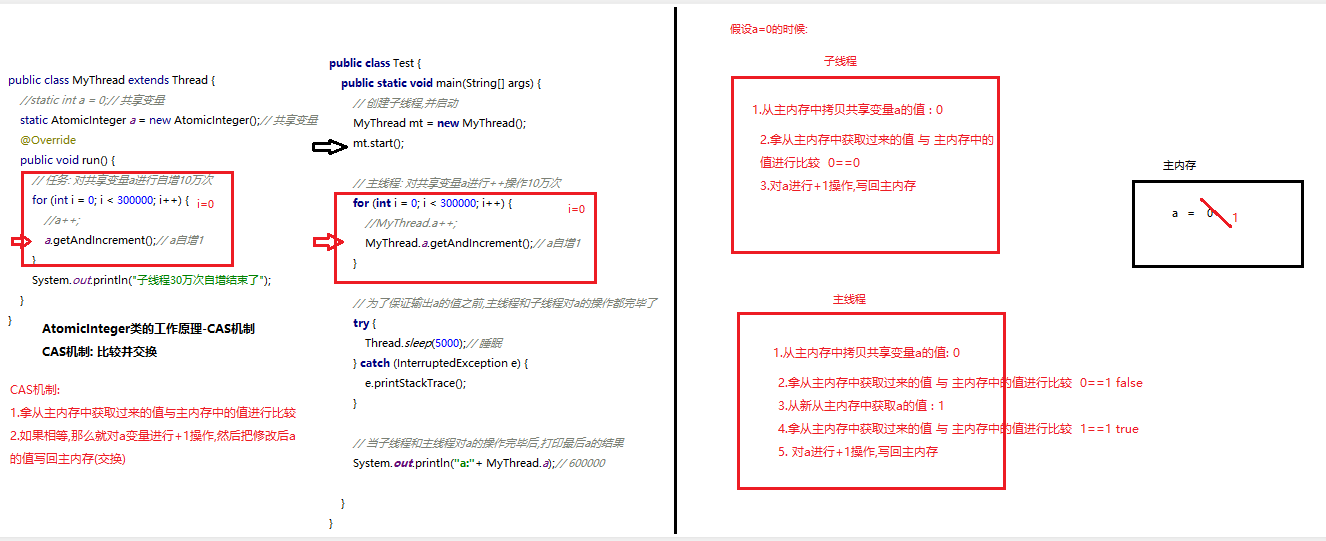 public class MyThread extends Thread {
//static int a = 0;// 共享变量
static AtomicInteger a = new AtomicInteger();// 共享变量
@Override
public void run() {
// 任务: 对共享变量a进行自增10万次
for (int i = 0; i < 300000; i++) {
i=0
//a++;
a.getAndIncrement();// a自增1
}
System.out.println("子线程30万次自增结束了");
}
}
AtomicInteger类的工作原理-CAS机制
CAS机制: 比较并交换
CAS机制:
1.拿从主内存中获取过来的值与主内存中的值进行比较
2.如果相等,那么就对a变量进行+1操作,然后把修改后a
的值写回主内存(交换)
public class Test {
public static void main(String[] args) {
// 创建子线程,并启动
MyThread mt = new MyThread();
mt.start();
// 主线程: 对共享变量a进行++操作10万次
for (int i = 0; i < 300000; i++) {
i=0
//MyThread.a++;
MyThread.a.getAndIncrement();// a自增1
}
// 为了保证输出a的值之前,主线程和子线程对a的操作都完毕了
try {
Thread.sleep(5000);// 睡眠
} catch (InterruptedException e) {
e.printStackTrace();
}
// 当子线程和主线程对a的操作完毕后,打印最后a的结果
System.out.println("a:"+ MyThread.a);// 600000
}
}
假设a=0的时候:
子线程
1.从主内存中拷贝共享变量a的值 : 0
2.拿从主内存中获取过来的值 与 主内存中的
值进行比较 0==0
3.对a进行+1操作,写回主内存
主内存
a = 0
1
主线程
1.从主内存中拷贝共享变量a的值: 0
2.拿从主内存中获取过来的值 与 主内存中的值进行比较 0==1 false
3.从新从主内存中获取a的值 : 1
4.拿从主内存中获取过来的值 与 主内存中的值进行比较 1==1 true
5. 对a进行+1操作,写回主内存